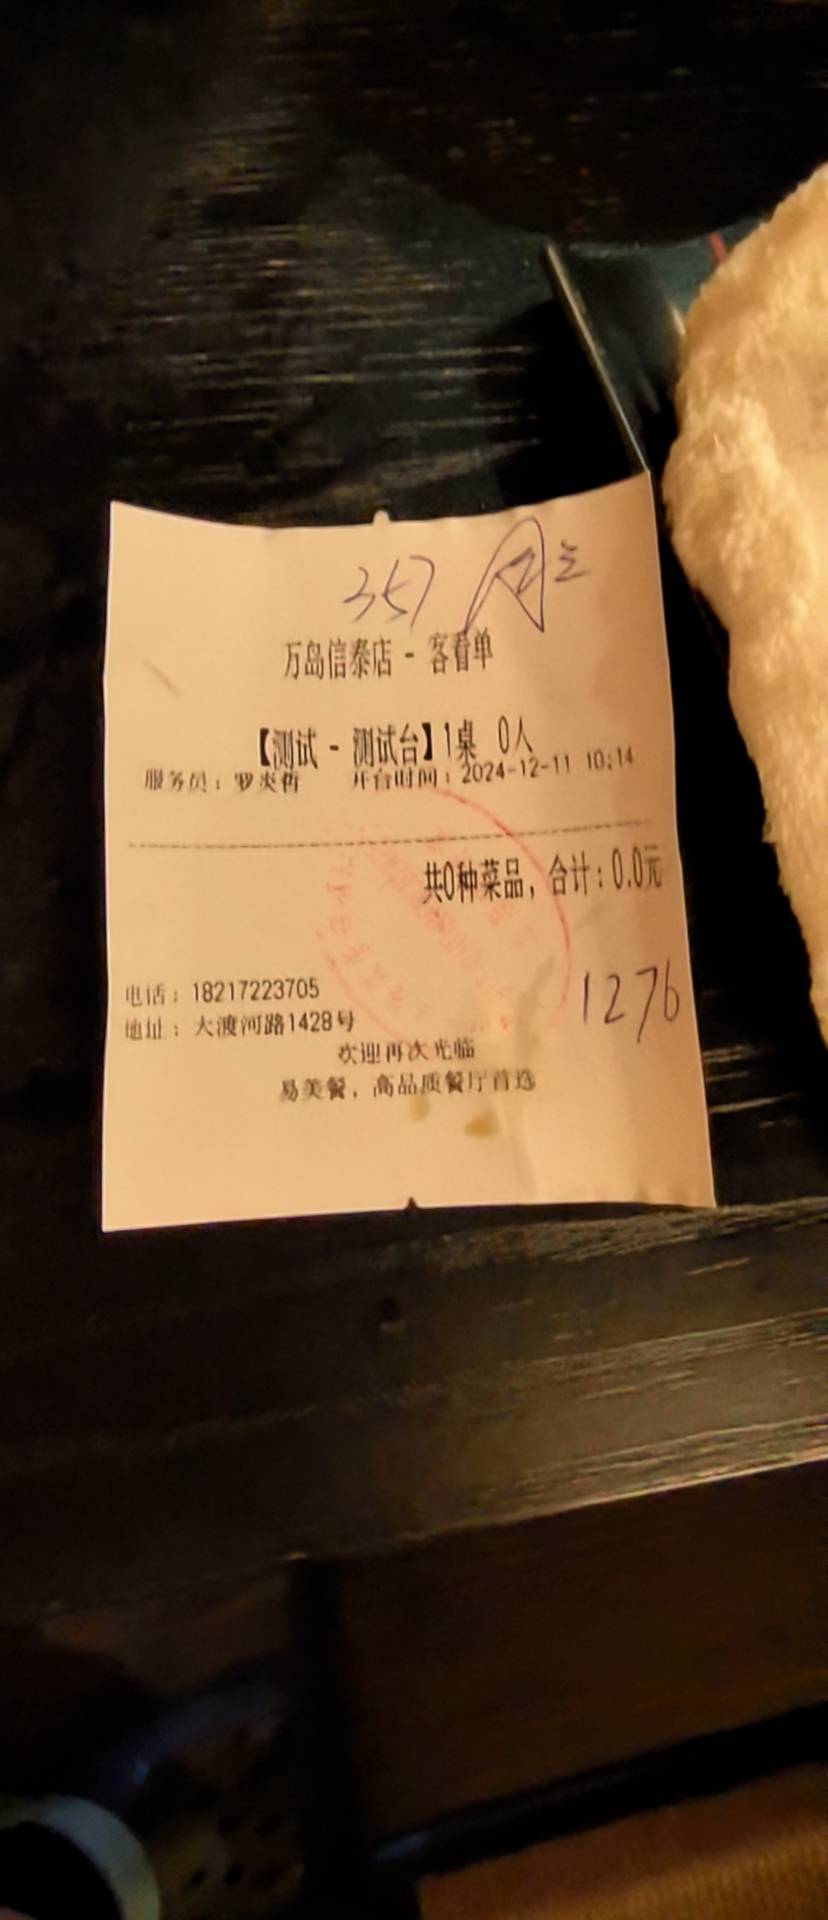 357
万岛信泰店 - 客看单
【测试 - 测试台】1桌 0人
服务员：罗炎哲 开台时间：2024-12-11 10:14
共0种菜品，合计：0.0元
1276
电话：18217223705
地址：大渡河路1428号
欢迎再次光临
易美餐，高品质餐厅首选